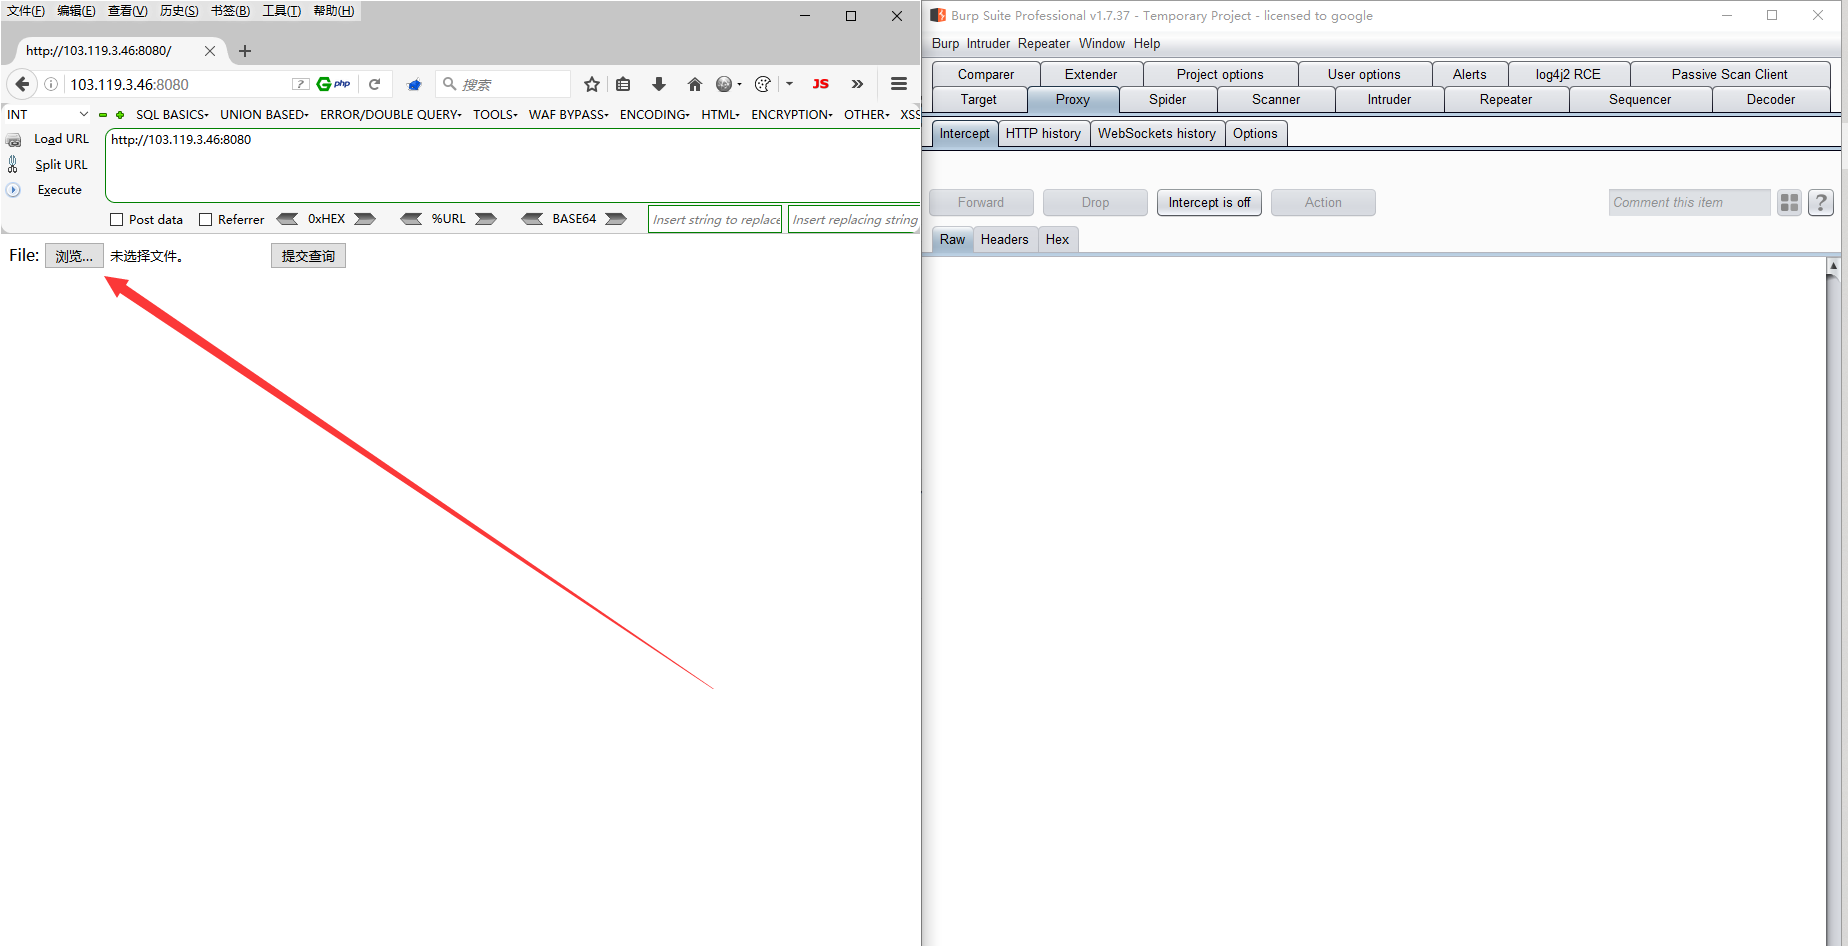 文件(F) 编辑(E) 查看(V) 历史(S) 书签(B) 工具(T) 帮助(H)
http://103.119.3.46:8080/
103.119.3.46:8080
php
搜索
JS
INT
SQL BASICS UNION BASED ERROR/DOUBLE QUERY TOOLS WAF BYPASS ENCODING HTML ENCRYPTION OTHER XSS
Load URL
http://103.119.3.46:8080
Split URL
Execute
Post data Referrer 0xHEX %URL BASE64 Insert string to replace Insert replacing string
File: 浏览... 未选择文件。 提交查询
Burp Suite Professional v1.7.37 - Temporary Project - licensed to google
Burp Intruder Repeater Window Help
Comparer Extender Project options User options Alerts log4j2 RCE Passive Scan Client
Target Proxy Spider Scanner Intruder Repeater Sequencer Decoder
Intercept HTTP history WebSockets history Options
Forward Drop Intercept is off Action Comment this item ?
Raw Headers Hex